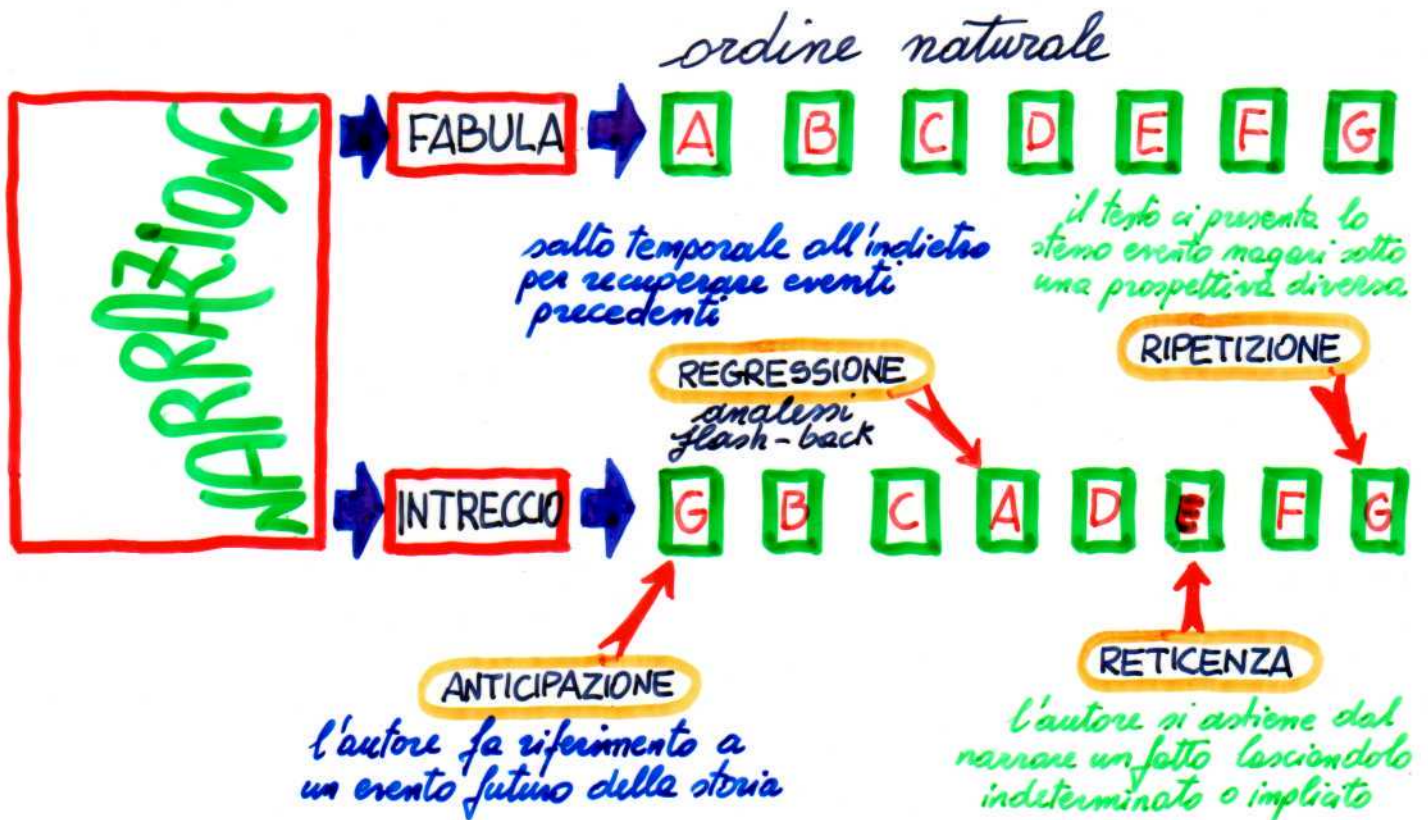 ordine naturale
NARRAZIONE
FABULA
A B C D E F G
salto temporale all'indietro
per recuperare eventi
precedenti
il testo ci presenta lo
stesso evento magari sotto
una prospettiva diversa
REGRESSIONE
analessi
flash-back
RIPETIZIONE
INTRECCIO
G B C A D E F G
ANTICIPAZIONE
l'autore fa riferimento a
un evento futuro della storia
RETICENZA
l'autore si astiene dal
narrare un fatto lasciandolo
indeterminato o implicito